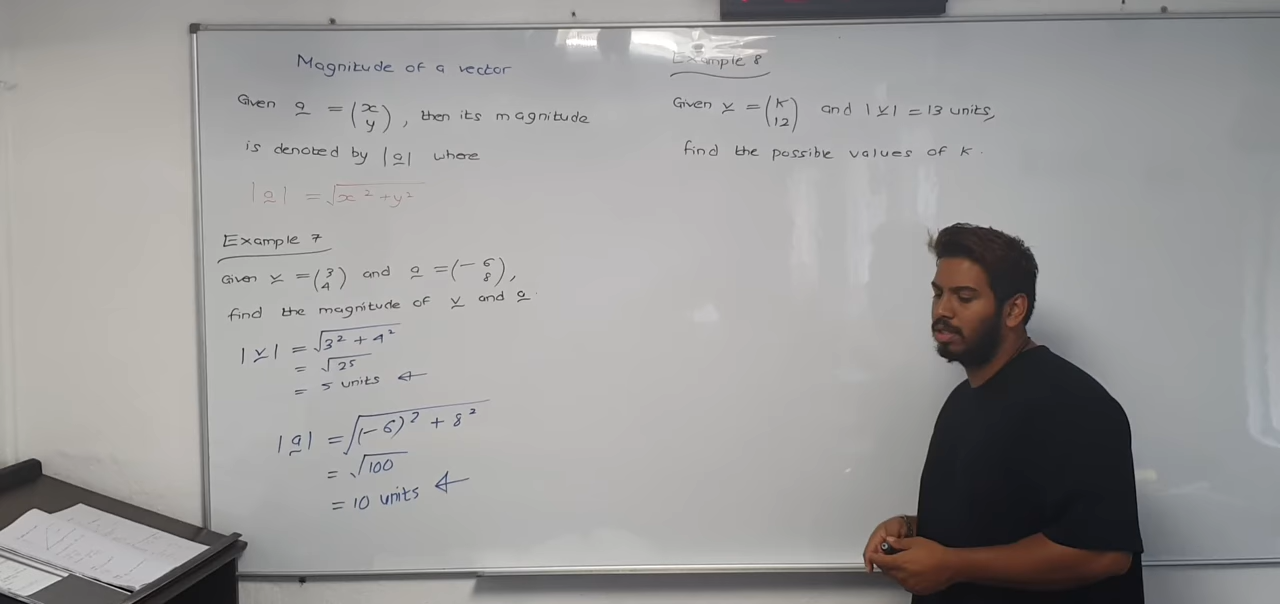 Magnitude of a vector
Given a = (x y), then its magnitude
is denoted by |a| where
|a| = √x² + y²
Example 7
Given v = (3 4) and a = (-6 8),
find the magnitude of v and a.
|v| = √3² + 4²
= √25
= 5 units ←
|a| = √(-6)² + 8²
= √100
= 10 units ←
Example 8
Given v = (k 12) and |v| = 13 units,
find the possible values of k.